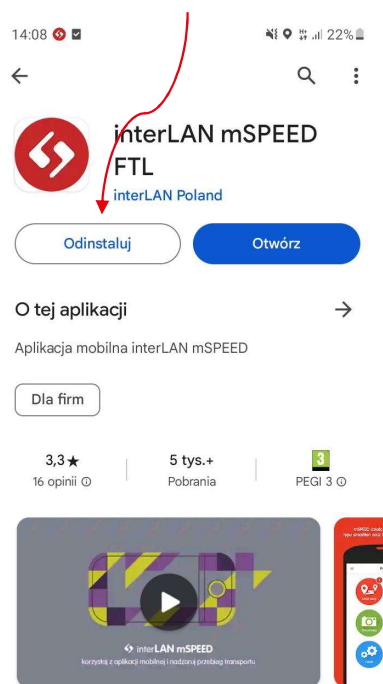 14:08
22%
interLAN mSPEED
FTL
interLAN Poland
Odinstaluj
Otwórz
O tej aplikacji
Aplikacja mobilna interLAN mSPEED
Dla firm
3,3★
16 opinii
5 tys.+
Pobrania
3
PEGI 3
interLAN mSPEED
korzystaj z aplikacji mobilnej i nadzoruj przebieg transportu